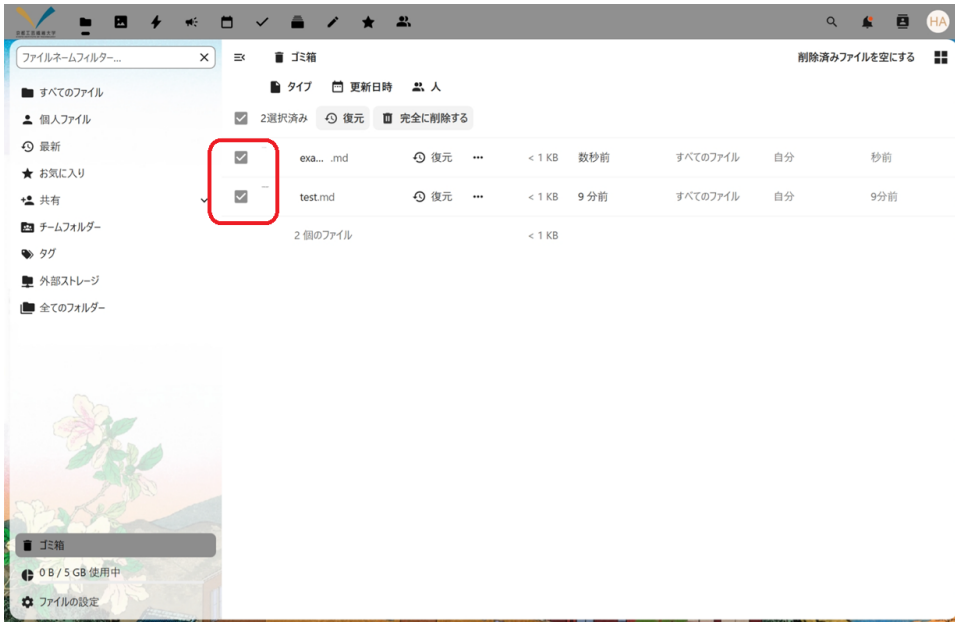 京都工芸繊維大学
HA
ファイルネームフィルター...
ゴミ箱
削除済みファイルを空にする
すべてのファイル
個人ファイル
最新
お気に入り
共有
チームフォルダー
タグ
外部ストレージ
全てのフォルダー
タイプ 更新日時 人
2選択済み 復元 完全に削除する
exa... .md 復元 < 1 KB 数秒前 すべてのファイル 自分 秒前
test.md 復元 < 1 KB 9 分前 すべてのファイル 自分 9分前
2 個のファイル < 1 KB
ゴミ箱
0 B / 5 GB 使用中
ファイルの設定